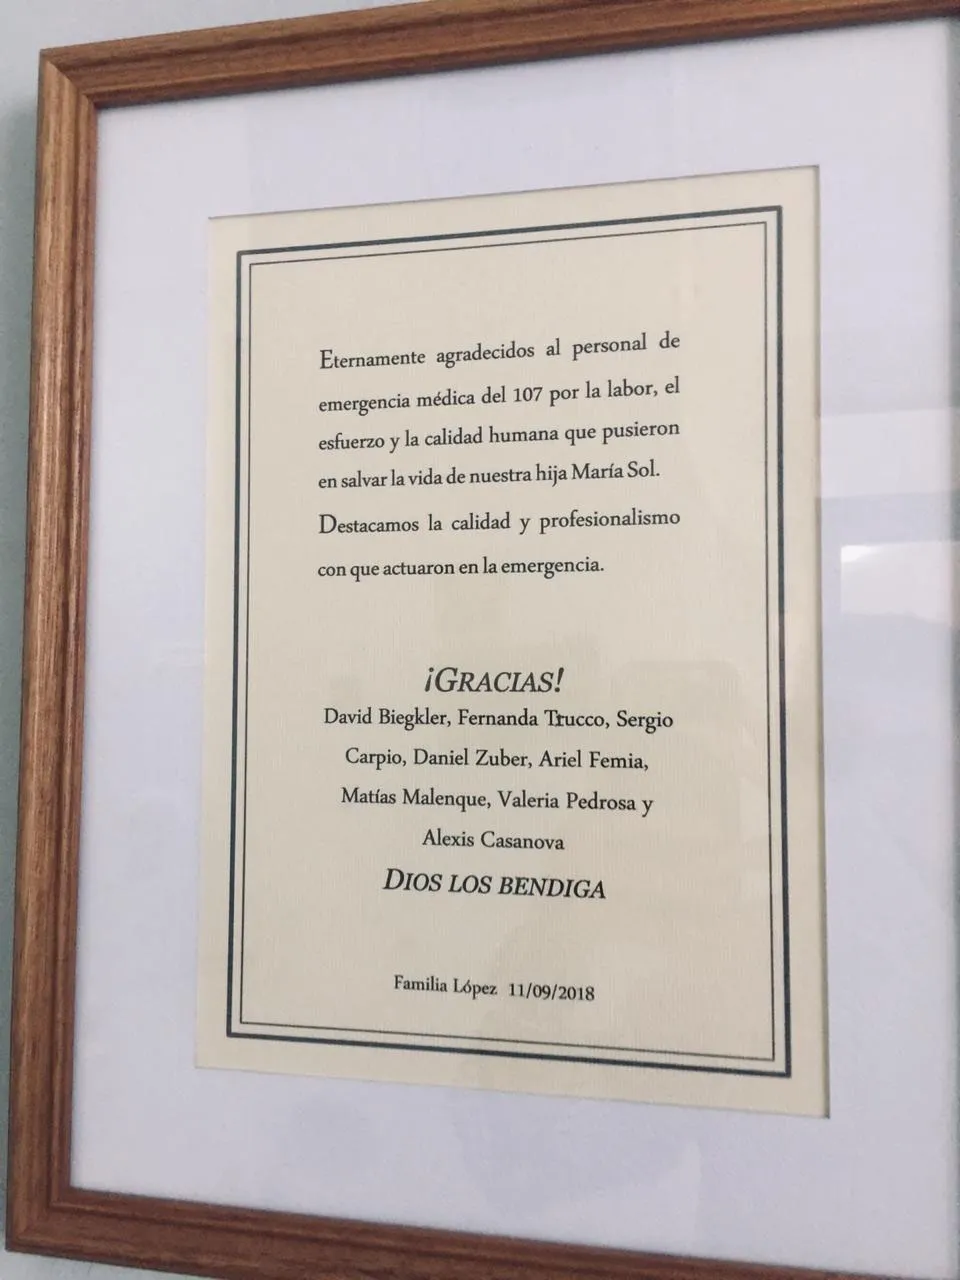 Eternamente agradecidos al personal de
emergencia médica del 107 por la labor, el
esfuerzo y la calidad humana que pusieron
en salvar la vida de nuestra hija María Sol.
Destacamos la calidad y profesionalismo
con que actuaron en la emergencia.
¡GRACIAS!
David Biegkler, Fernanda Trucco, Sergio
Carpio, Daniel Zuber, Ariel Femia,
Matías Malenque, Valeria Pedrosa y
Alexis Casanova
DIOS LOS BENDIGA
Familia López 11/09/2018